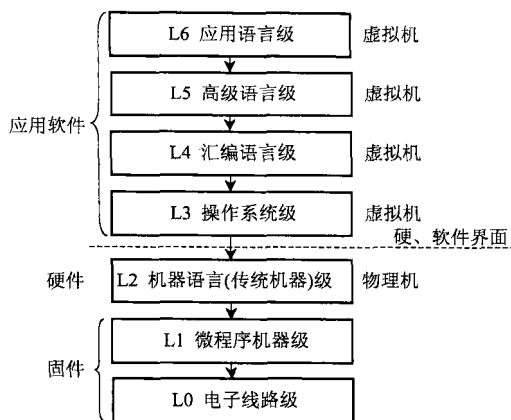 L6 应用语言级 虚拟机
L5 高级语言级 虚拟机
应用软件
L4 汇编语言级 虚拟机
L3 操作系统级 虚拟机
硬、软件界面
硬件 L2 机器语言(传统机器)级 物理机
L1 微程序机器级
固件
L0 电子线路级